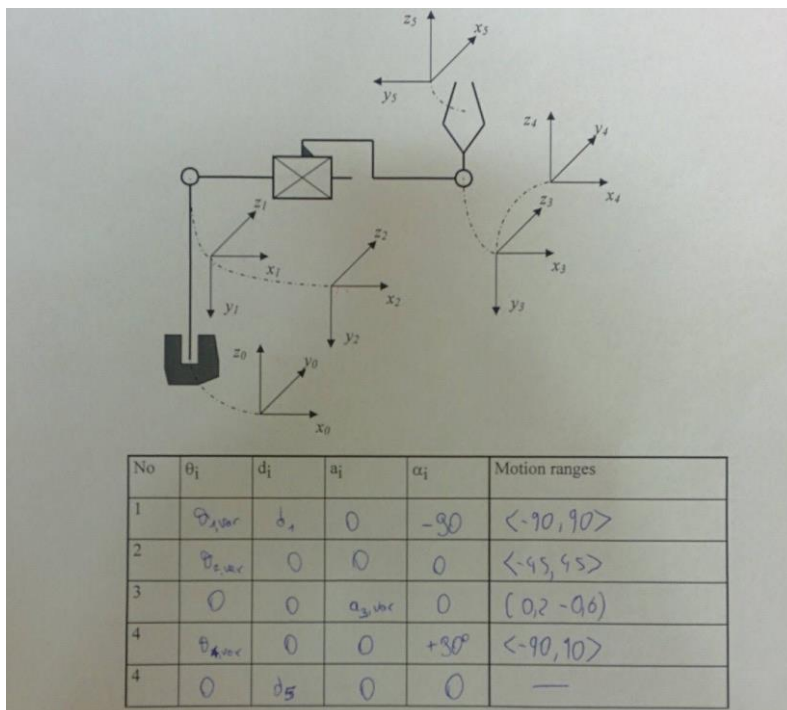 z5
x5
y5
z4
y4
x4
z3
x3
y3
z1
x1
y1
z2
x2
y2
z0
y0
x0
No θi di ai αi Motion ranges
1 θ1,var d1 0 -90 <-90,90>
2 θ2,var 0 0 0 <-45,45>
3 0 0 a3,var 0 (0,2-0,6)
4 θ4,var 0 0 +90° <-90,90>
4 0 d5 0 0 —